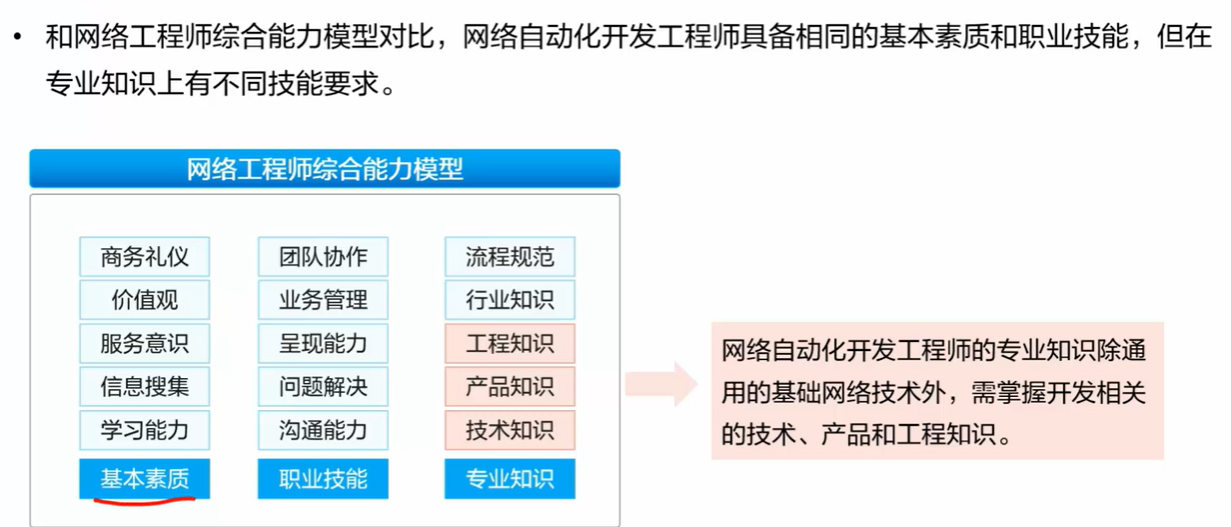 • 和网络工程师综合能力模型对比，网络自动化开发工程师具备相同的基本素质和职业技能，但在
专业知识上有不同技能要求。
网络工程师综合能力模型
商务礼仪 团队协作 流程规范
价值观 业务管理 行业知识
服务意识 呈现能力 工程知识
信息搜集 问题解决 产品知识
学习能力 沟通能力 技术知识
基本素质 职业技能 专业知识
网络自动化开发工程师的专业知识除通
用的基础网络技术外，需掌握开发相关
的技术、产品和工程知识。